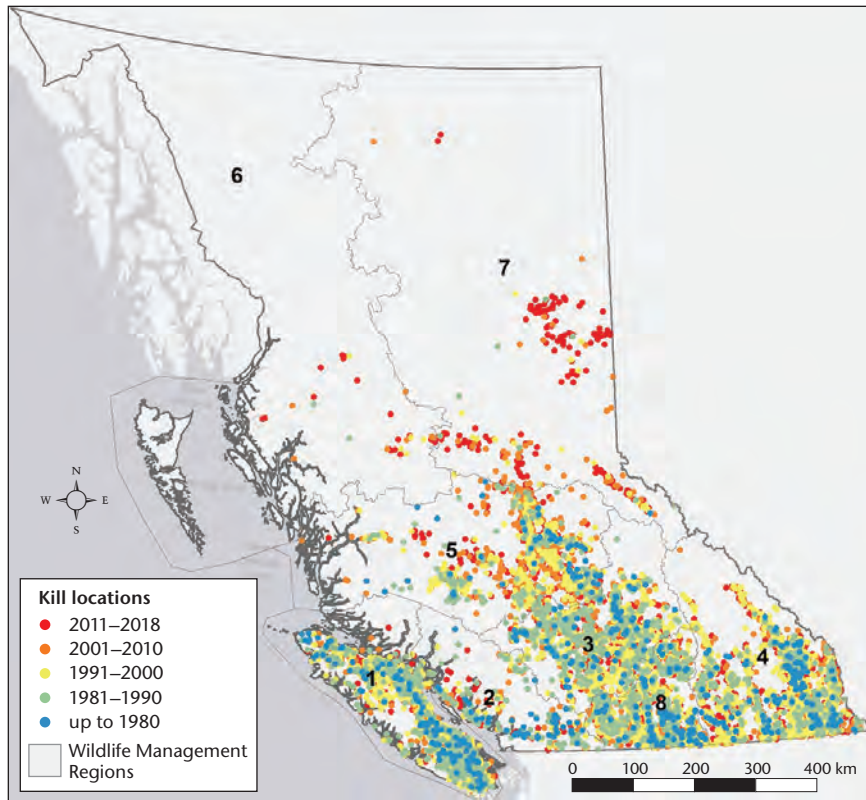 6
7
N
W E
S
5
3
4
1
2
8
Kill locations
2011–2018
2001–2010
1991–2000
1981–1990
up to 1980
Wildlife Management
Regions
0 100 200 300 400 km